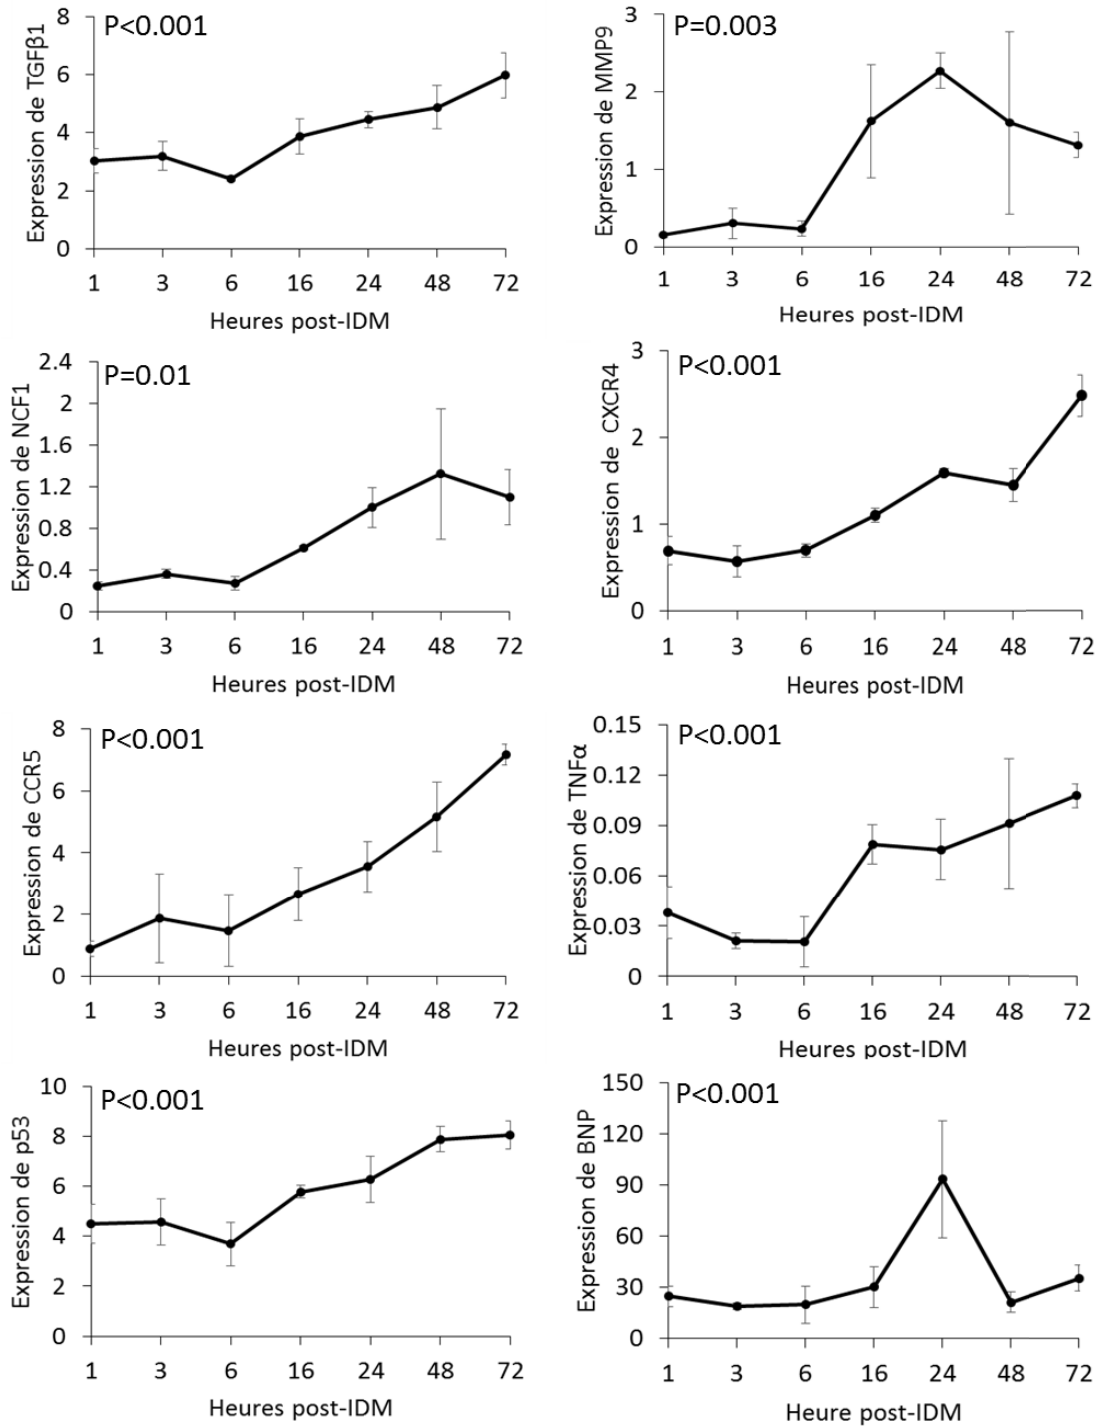 P<0.001
Expression de TGFβ1
8
6
4
2
0
1 3 6 16 24 48 72
Heures post-IDM
P=0.003
Expression de MMP9
3
2
1
0
1 3 6 16 24 48 72
Heures post-IDM
P=0.01
Expression de NCF1
2.4
2
1.6
1.2
0.8
0.4
0
1 3 6 16 24 48 72
Heures post-IDM
P<0.001
Expression de CXCR4
3
2
1
0
1 3 6 16 24 48 72
Heures post-IDM
P<0.001
Expression de CCR5
8
6
4
2
0
1 3 6 16 24 48 72
Heures post-IDM
P<0.001
Expression de TNFα
0.15
0.12
0.09
0.06
0.03
0
1 3 6 16 24 48 72
Heures post-IDM
P<0.001
Expression de p53
10
8
6
4
2
0
1 3 6 16 24 48 72
Heures post-IDM
P<0.001
Expression de BNP
150
120
90
60
30
0
1 3 6 16 24 48 72
Heure post-IDM